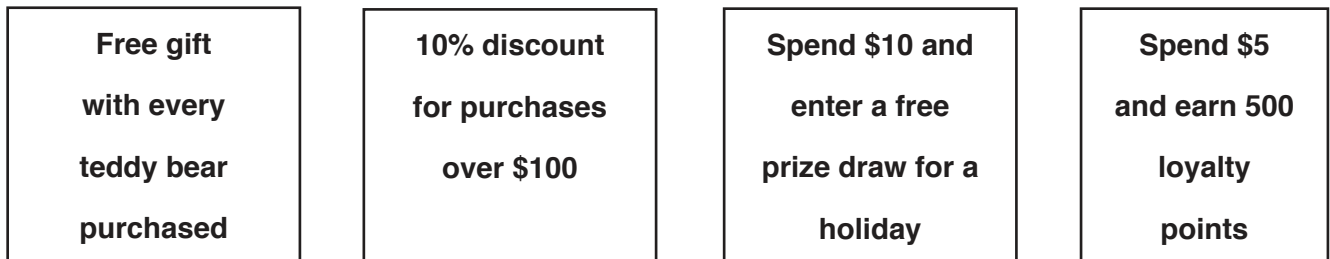 Free gift
with every
teddy bear
purchased
10% discount
for purchases
over $100
Spend $10 and
enter a free
prize draw for a
holiday
Spend $5
and earn 500
loyalty
points